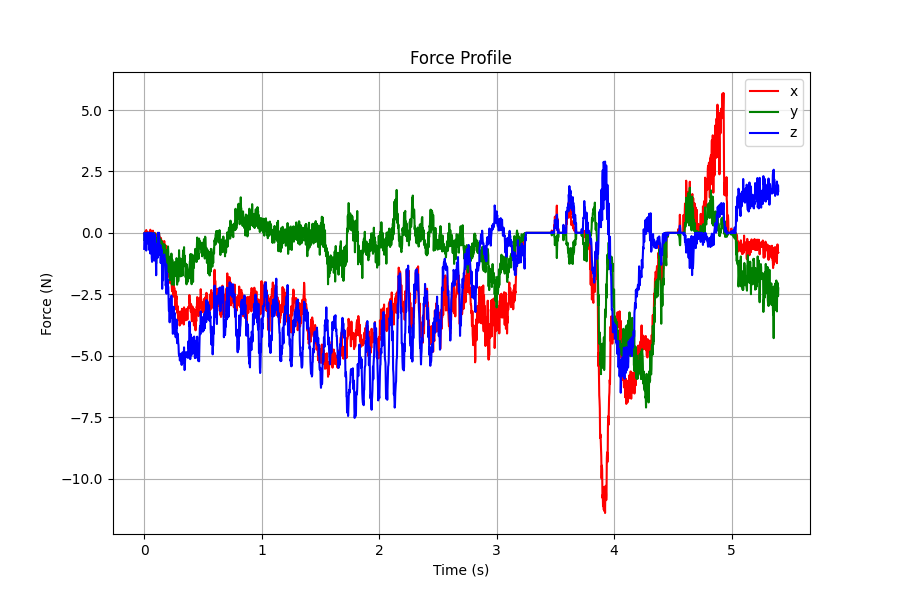 Force Profile
x
y
z
5.0
2.5
0.0
−2.5
−5.0
−7.5
−10.0
Force (N)
0 1 2 3 4 5
Time (s)